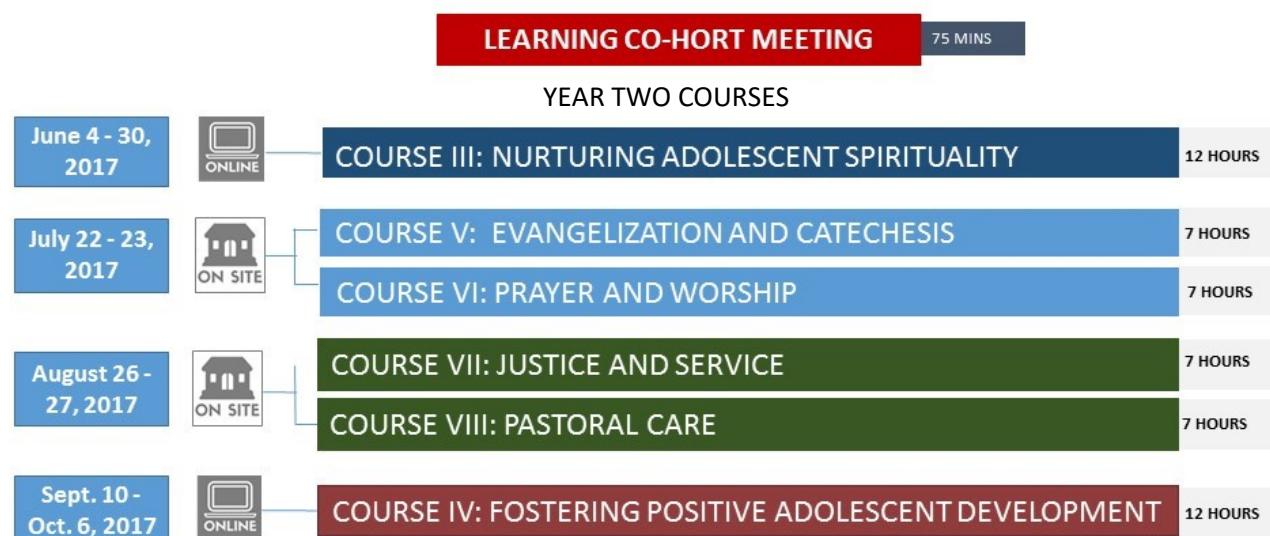 LEARNING CO-HORT MEETING 75 MINS
YEAR TWO COURSES
June 4 - 30,
2017
ONLINE
COURSE III: NURTURING ADOLESCENT SPIRITUALITY 12 HOURS
July 22 - 23,
2017
ON SITE
COURSE V: EVANGELIZATION AND CATECHESIS 7 HOURS
COURSE VI: PRAYER AND WORSHIP 7 HOURS
August 26 -
27, 2017
ON SITE
COURSE VII: JUSTICE AND SERVICE 7 HOURS
COURSE VIII: PASTORAL CARE 7 HOURS
Sept. 10 -
Oct. 6, 2017
ONLINE
COURSE IV: FOSTERING POSITIVE ADOLESCENT DEVELOPMENT 12 HOURS